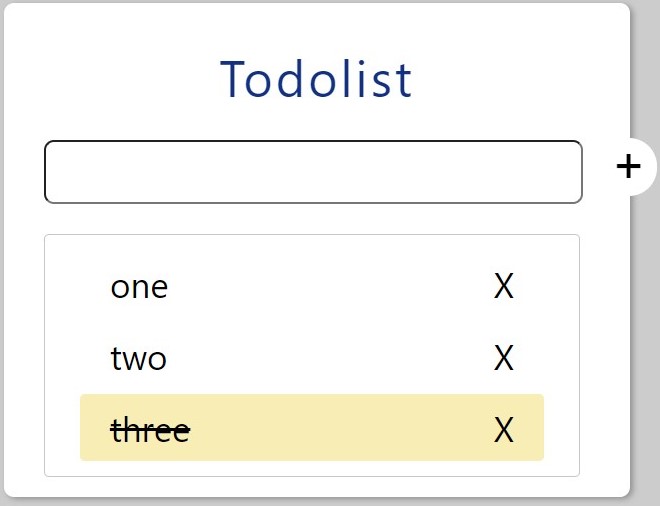 Todolist
+
one X
two X
three X